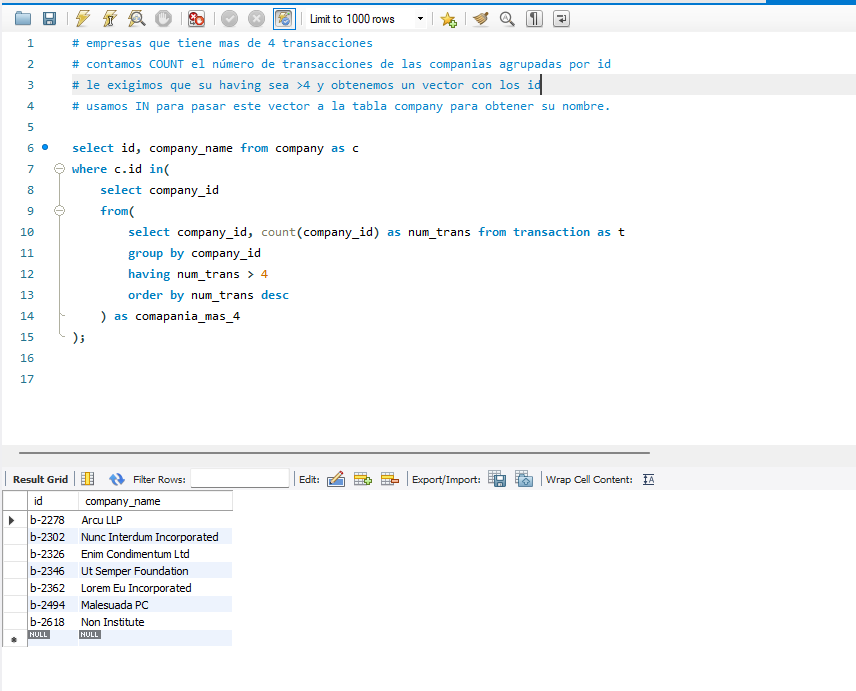 Limit to 1000 rows
1 # empresas que tiene mas de 4 transacciones
2 # contamos COUNT el número de transacciones de las companias agrupadas por id
3 # le exigimos que su having sea >4 y obtenemos un vector con los id
4 # usamos IN para pasar este vector a la tabla company para obtener su nombre.
5
6 select id, company_name from company as c
7 where c.id in(
8 select company_id
9 from(
10 select company_id, count(company_id) as num_trans from transaction as t
11 group by company_id
12 having num_trans > 4
13 order by num_trans desc
14 ) as comapania_mas_4
15 );
16
17
Result Grid Filter Rows: Edit: Export/Import: Wrap Cell Content: IA
id company_name
b-2278 Arcu LLP
b-2302 Nunc Interdum Incorporated
b-2326 Enim Condimentum Ltd
b-2346 Ut Semper Foundation
b-2362 Lorem Eu Incorporated
b-2494 Malesuada PC
b-2618 Non Institute
NULL NULL